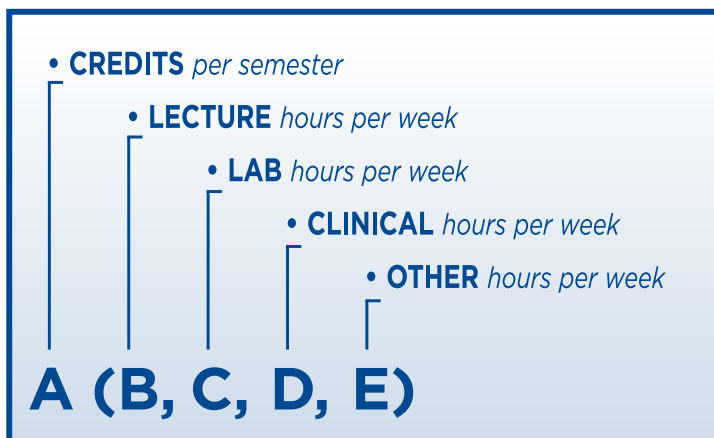 • CREDITS per semester
• LECTURE hours per week
• LAB hours per week
• CLINICAL hours per week
• OTHER hours per week
A (B, C, D, E)